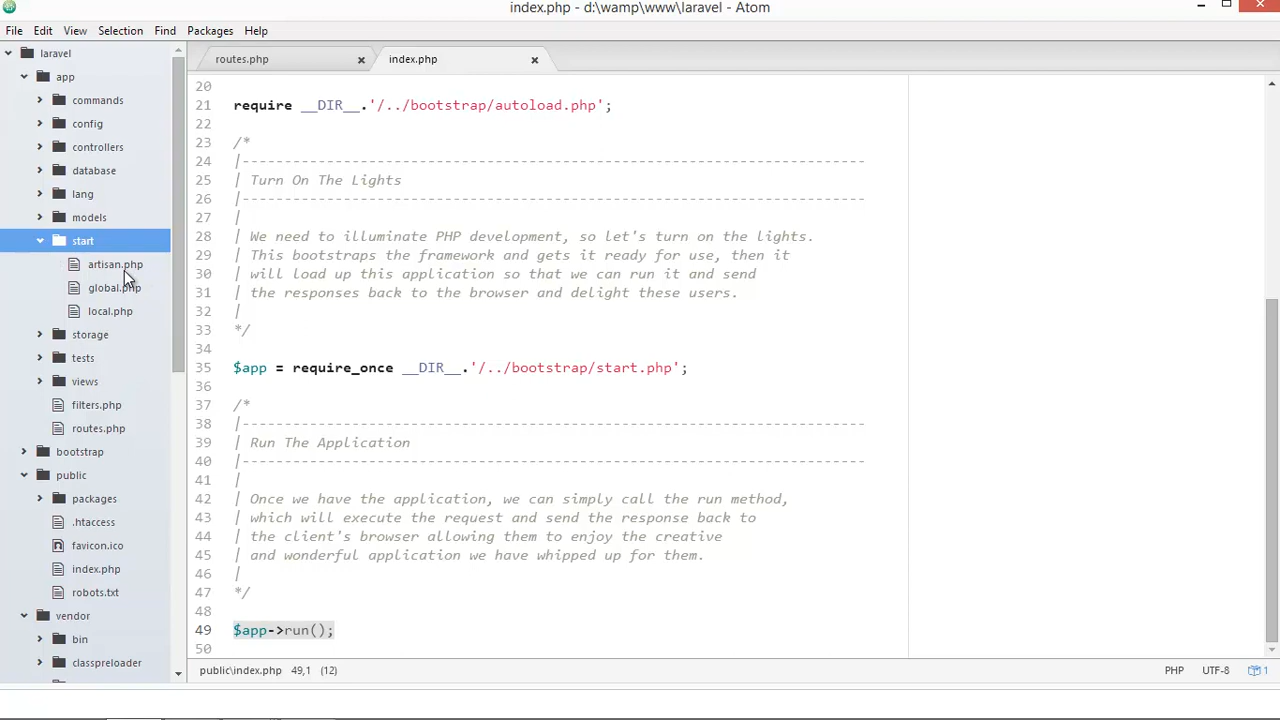 index.php - d:\wamp\www\laravel - Atom
File Edit View Selection Find Packages Help
laravel
app
commands
config
controllers
database
lang
models
start
artisan.php
global.php
local.php
storage
tests
views
filters.php
routes.php
bootstrap
public
packages
.htaccess
favicon.ico
index.php
robots.txt
vendor
bin
classpreloader
routes.php index.php
20
21 require __DIR__.'/../bootstrap/autoload.php';
22
23 /*
24 |--------------------------------------------------------------------------
25 | Turn On The Lights
26 |--------------------------------------------------------------------------
27 |
28 | We need to illuminate PHP development, so let's turn on the lights.
29 | This bootstraps the framework and gets it ready for use, then it
30 | will load up this application so that we can run it and send
31 | the responses back to the browser and delight these users.
32 |
33 */
34
35 $app = require_once __DIR__.'/../bootstrap/start.php';
36
37 /*
38 |--------------------------------------------------------------------------
39 | Run The Application
40 |--------------------------------------------------------------------------
41 |
42 | Once we have the application, we can simply call the run method,
43 | which will execute the request and send the response back to
44 | the client's browser allowing them to enjoy the creative
45 | and wonderful application we have whipped up for them.
46 |
47 */
48
49 $app->run();
50
public\index.php 49,1 (12) PHP UTF-8 1